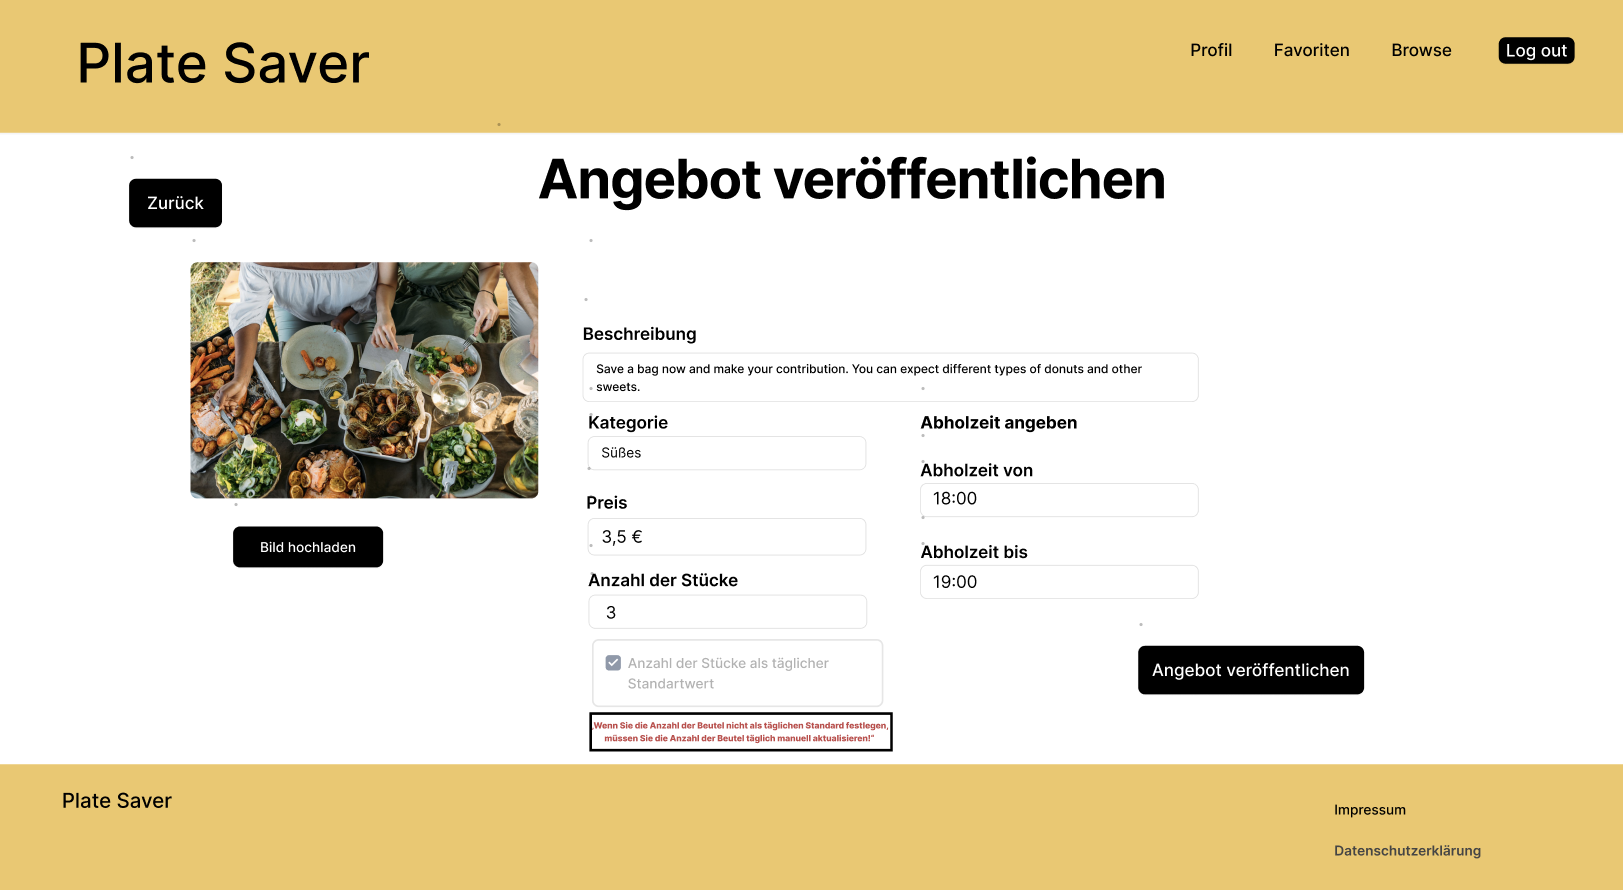 Plate Saver
Profil
Favoriten
Browse
Log out
Zurück
Angebot veröffentlichen
Beschreibung
Save a bag now and make your contribution. You can expect different types of donuts and other
sweets.
Kategorie
Süßes
Preis
3,5 €
Anzahl der Stücke
3
Anzahl der Stücke als täglicher
Standartwert
„Wenn Sie die Anzahl der Beutel nicht als täglichen Standard festlegen,
müssen Sie die Anzahl der Beutel täglich manuell aktualisieren!“
Abholzeit angeben
Abholzeit von
18:00
Abholzeit bis
19:00
Bild hochladen
Angebot veröffentlichen
Plate Saver
Impressum
Datenschutzerklärung